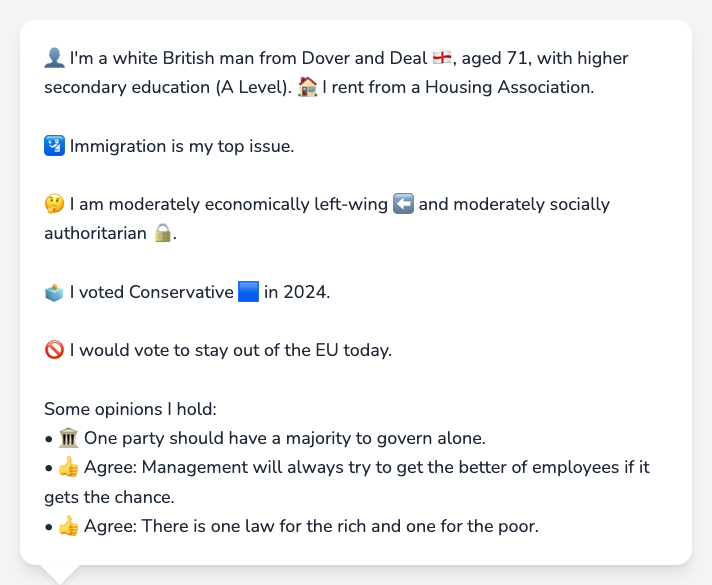 👤 I'm a white British man from Dover and Deal 🏴󠁧󠁢󠁥󠁮󠁧󠁿, aged 71, with higher
secondary education (A Level). 🏠 I rent from a Housing Association.
🛂 Immigration is my top issue.
🤔 I am moderately economically left-wing ⬅️ and moderately socially
authoritarian 🔒.
🗳️ I voted Conservative 🟦 in 2024.
🚫 I would vote to stay out of the EU today.
Some opinions I hold:
• 🏛️ One party should have a majority to govern alone.
• 👍 Agree: Management will always try to get the better of employees if it
gets the chance.
• 👍 Agree: There is one law for the rich and one for the poor.